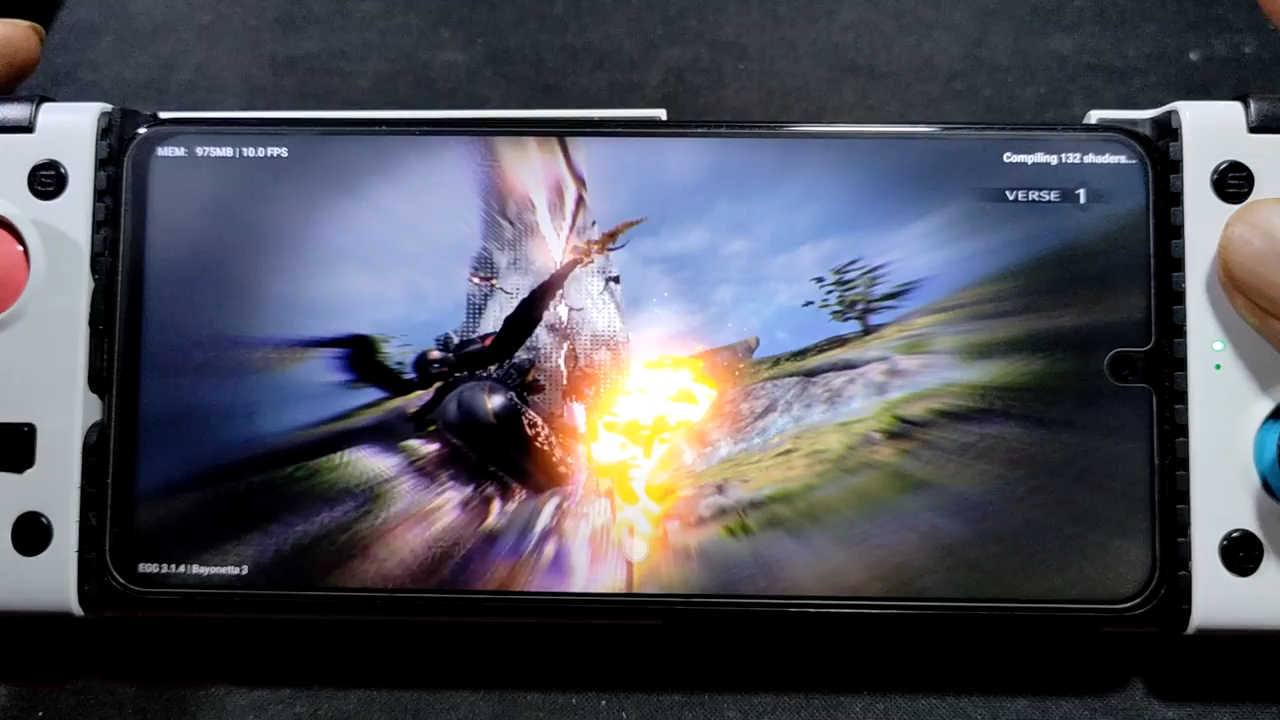 MEM: 975MB | 10.0 FPS
Compiling 132 shaders...
VERSE 1
EGG 3.1.4 | Bayonetta 3